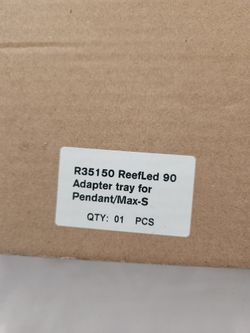 R35150 ReefLed 90
Adapter tray for
Pendant/Max-S
QTY: 01 PCS